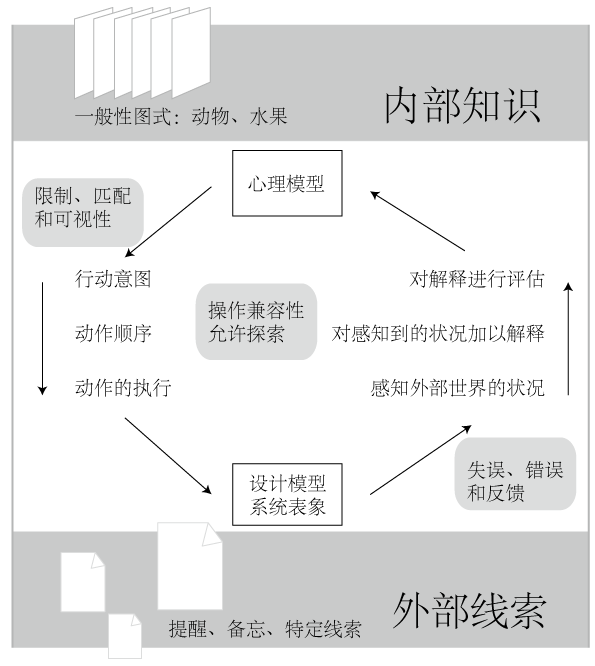 一般性图式：动物、水果
内部知识
心理模型
限制、匹配
和可视性
行动意图
动作顺序
动作的执行
操作兼容性
允许探索
对解释进行评估
对感知到的状况加以解释
感知外部世界的状况
失误、错误
和反馈
设计模型
系统表象
提醒、备忘、特定线索
外部线索